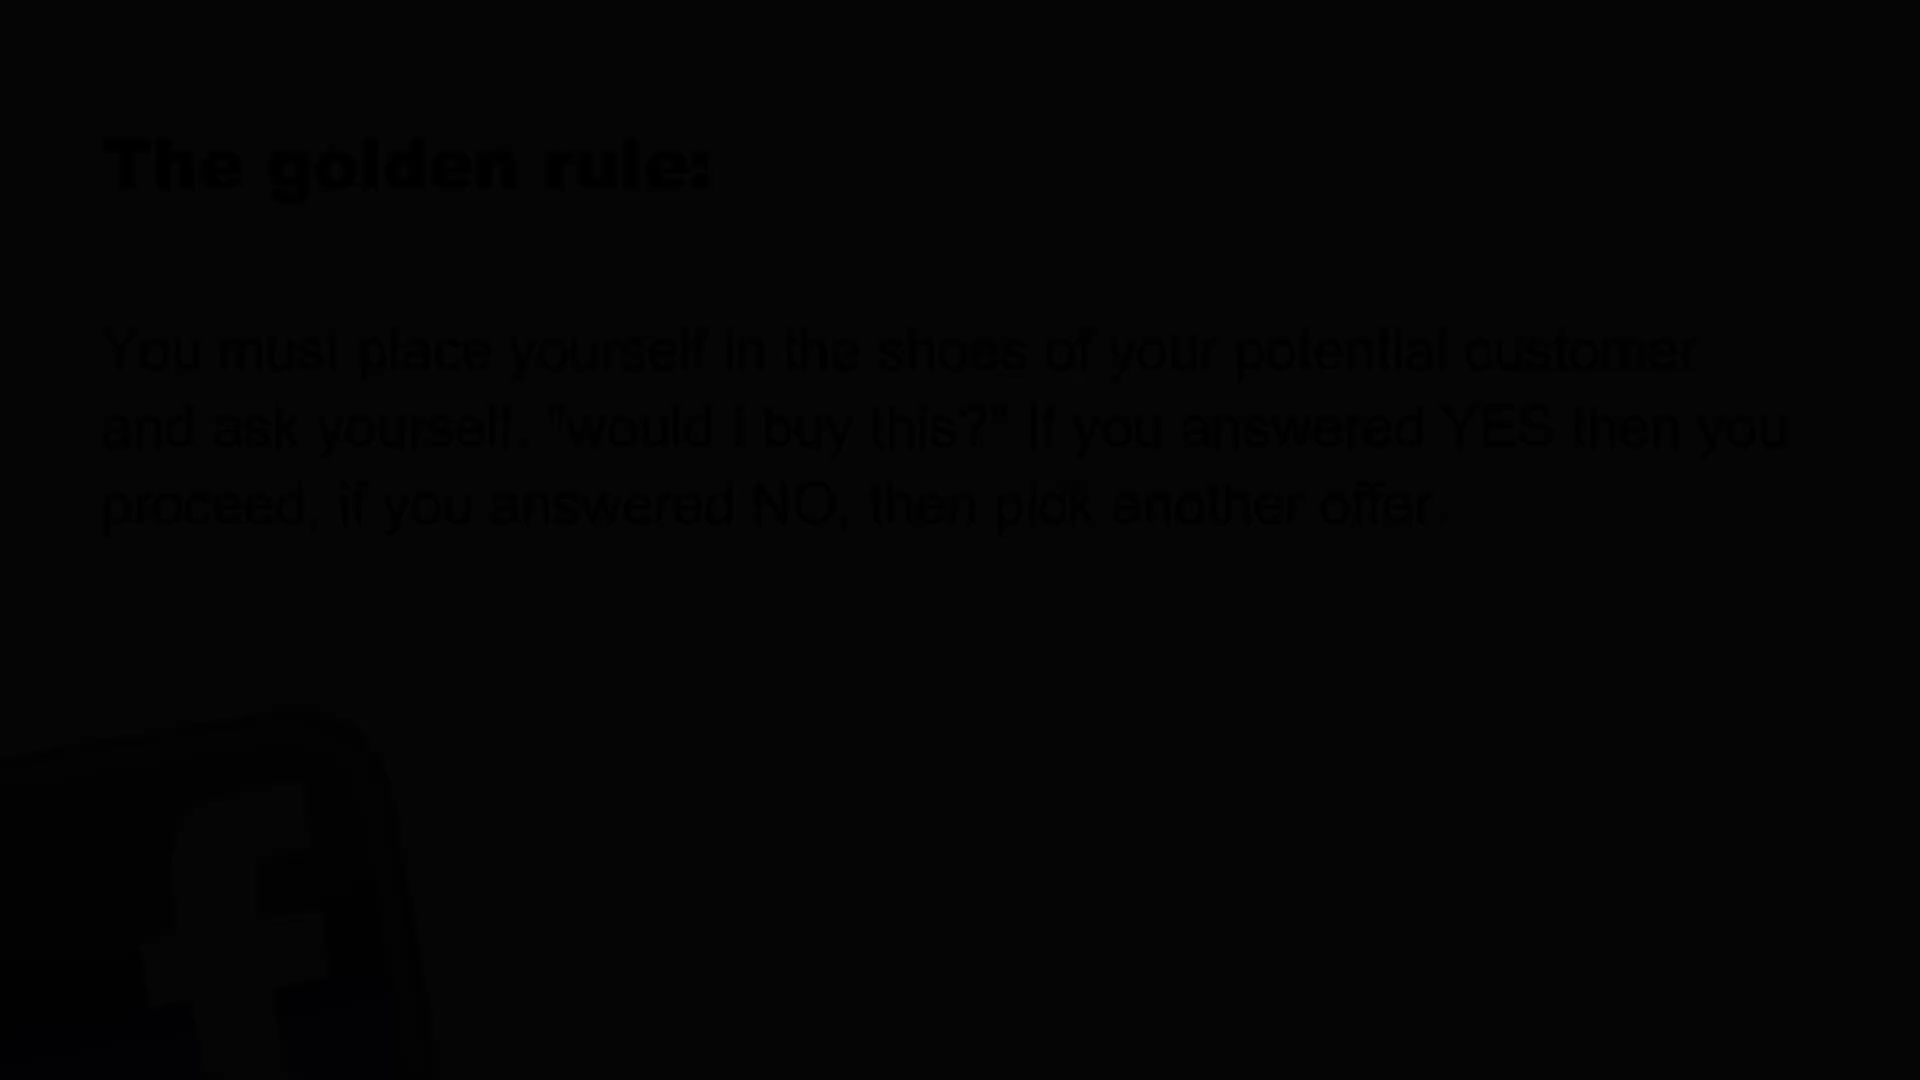 The golden rule:
You must place yourself in the shoes of your potential customer
and ask yourself. "would I buy this?" If you answered YES then you
proceed, if you answered NO, then pick another offer.
f